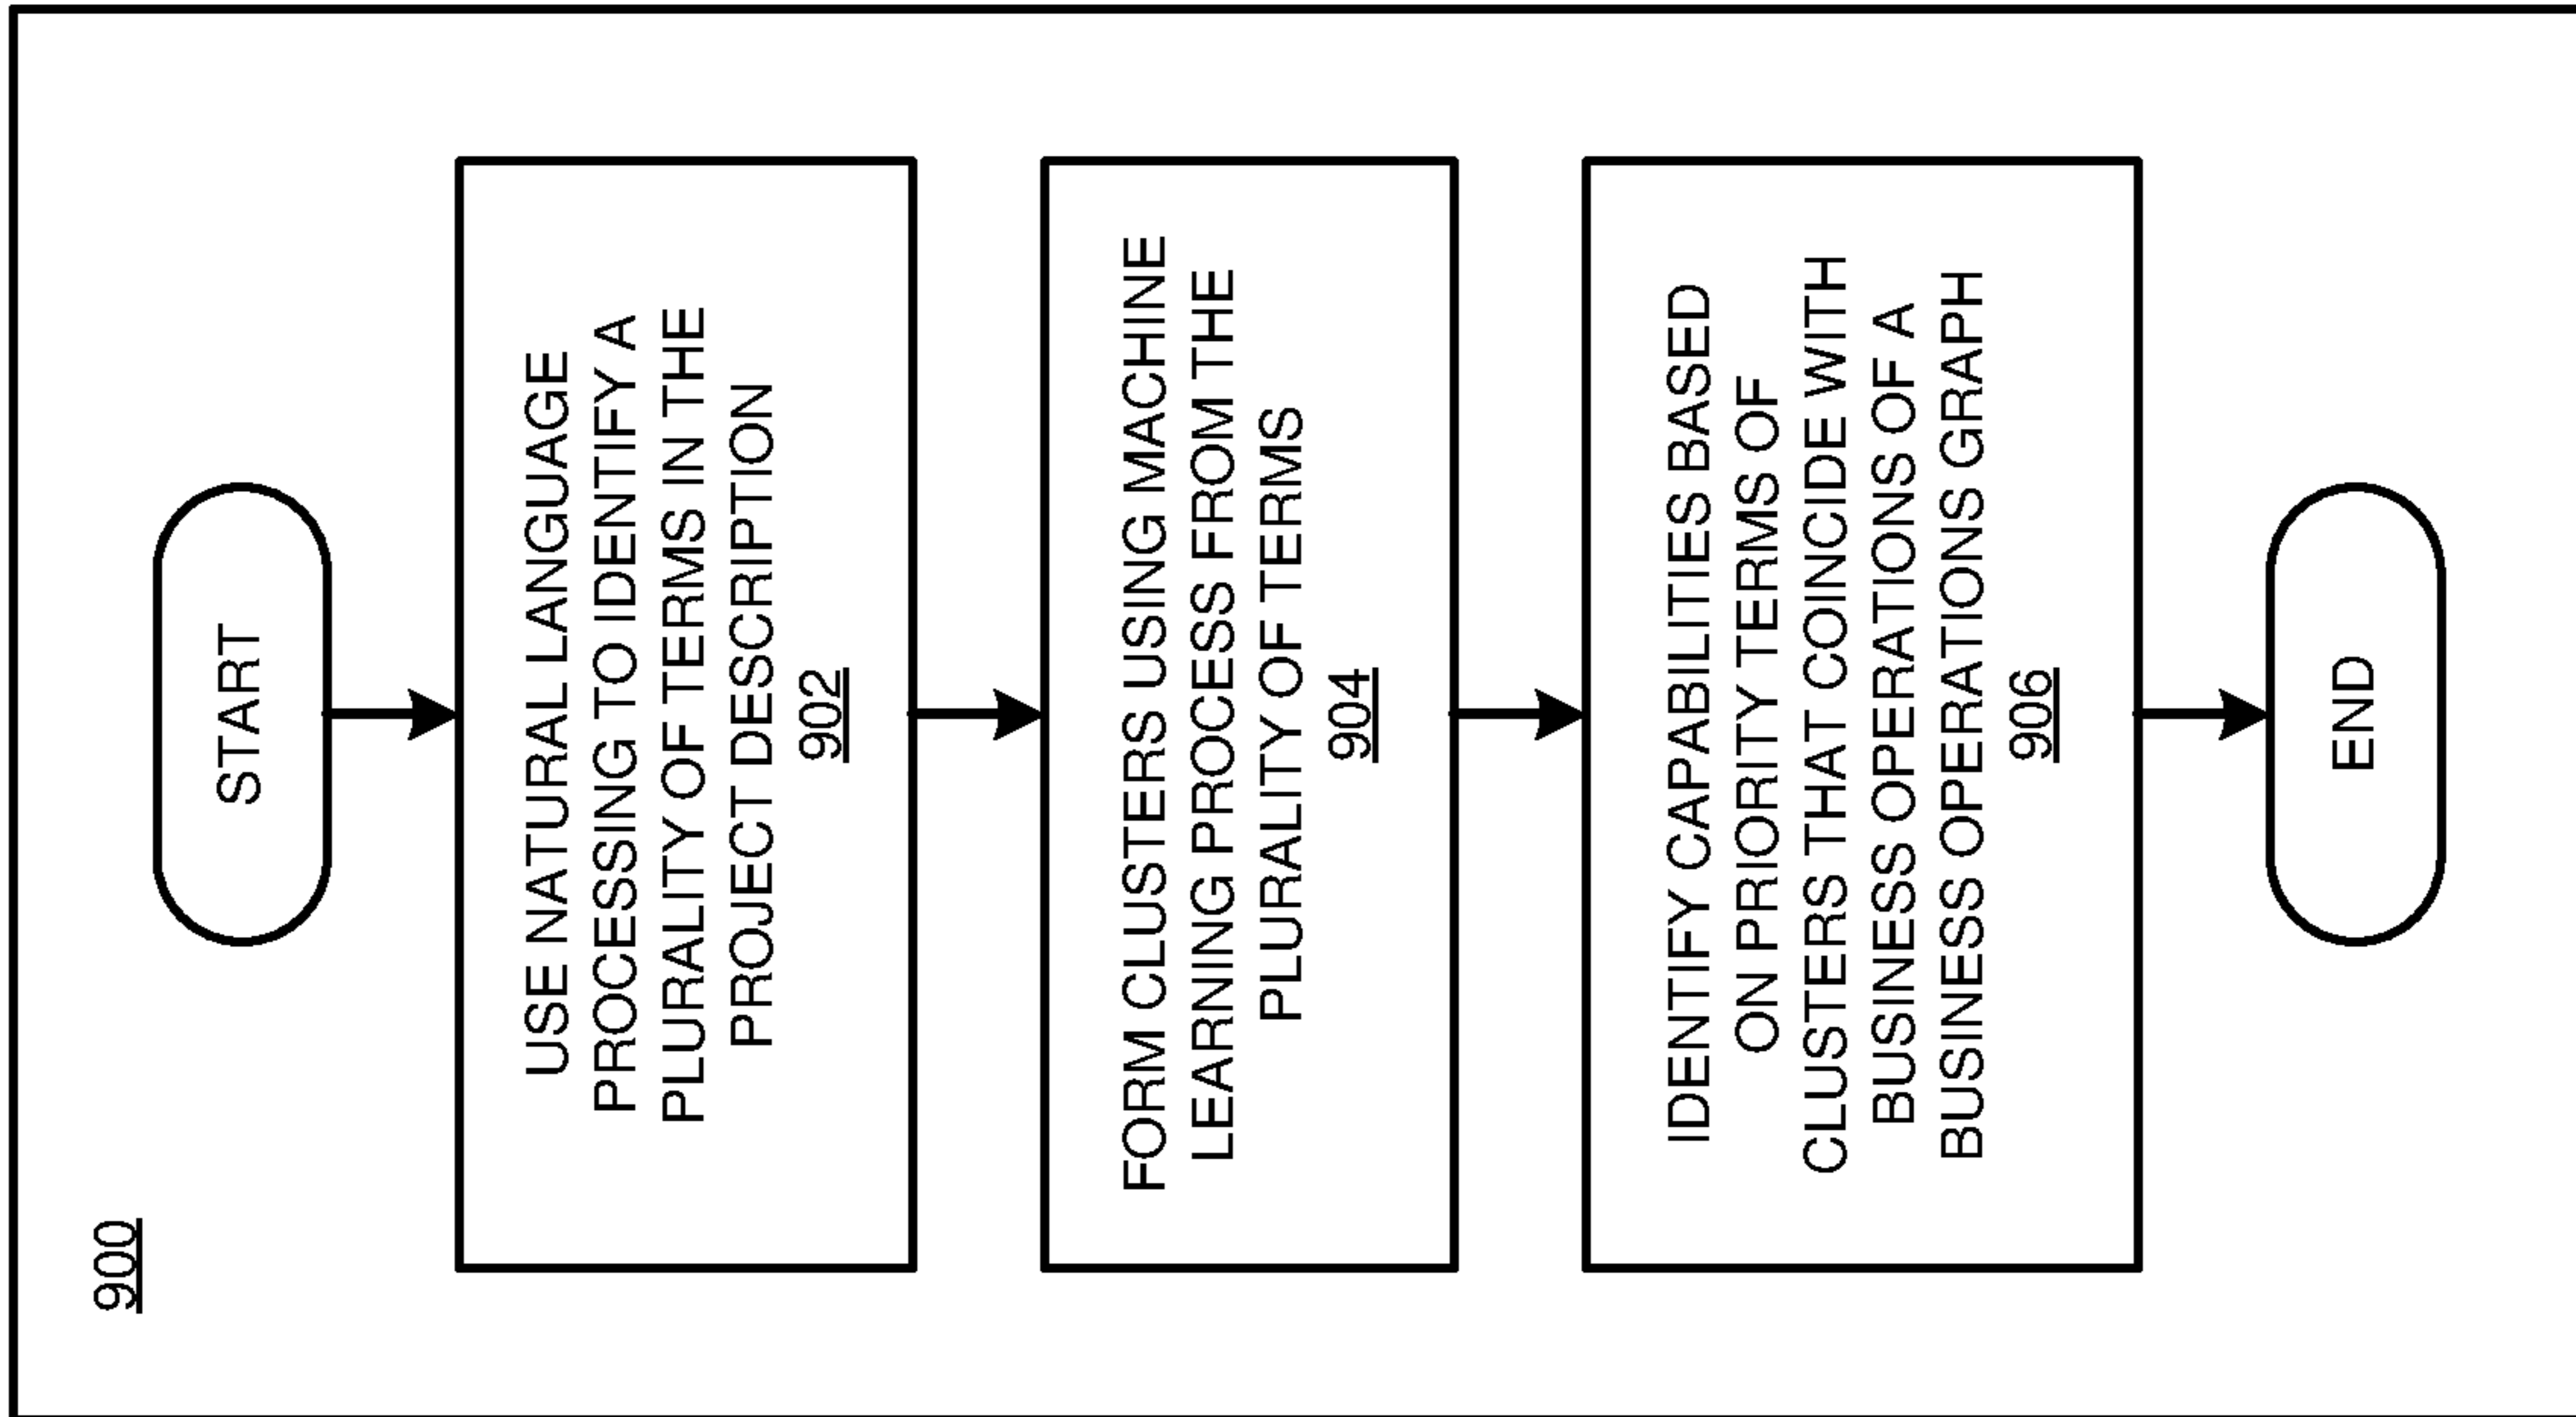 900
START
USE NATURAL LANGUAGE
PROCESSING TO IDENTIFY A
PLURALITY OF TERMS IN THE
PROJECT DESCRIPTION
902
FORM CLUSTERS USING MACHINE
LEARNING PROCESS FROM THE
PLURALITY OF TERMS
904
IDENTIFY CAPABILITIES BASED
ON PRIORITY TERMS OF
CLUSTERS THAT COINCIDE WITH
BUSINESS OPERATIONS OF A
BUSINESS OPERATIONS GRAPH
906
END